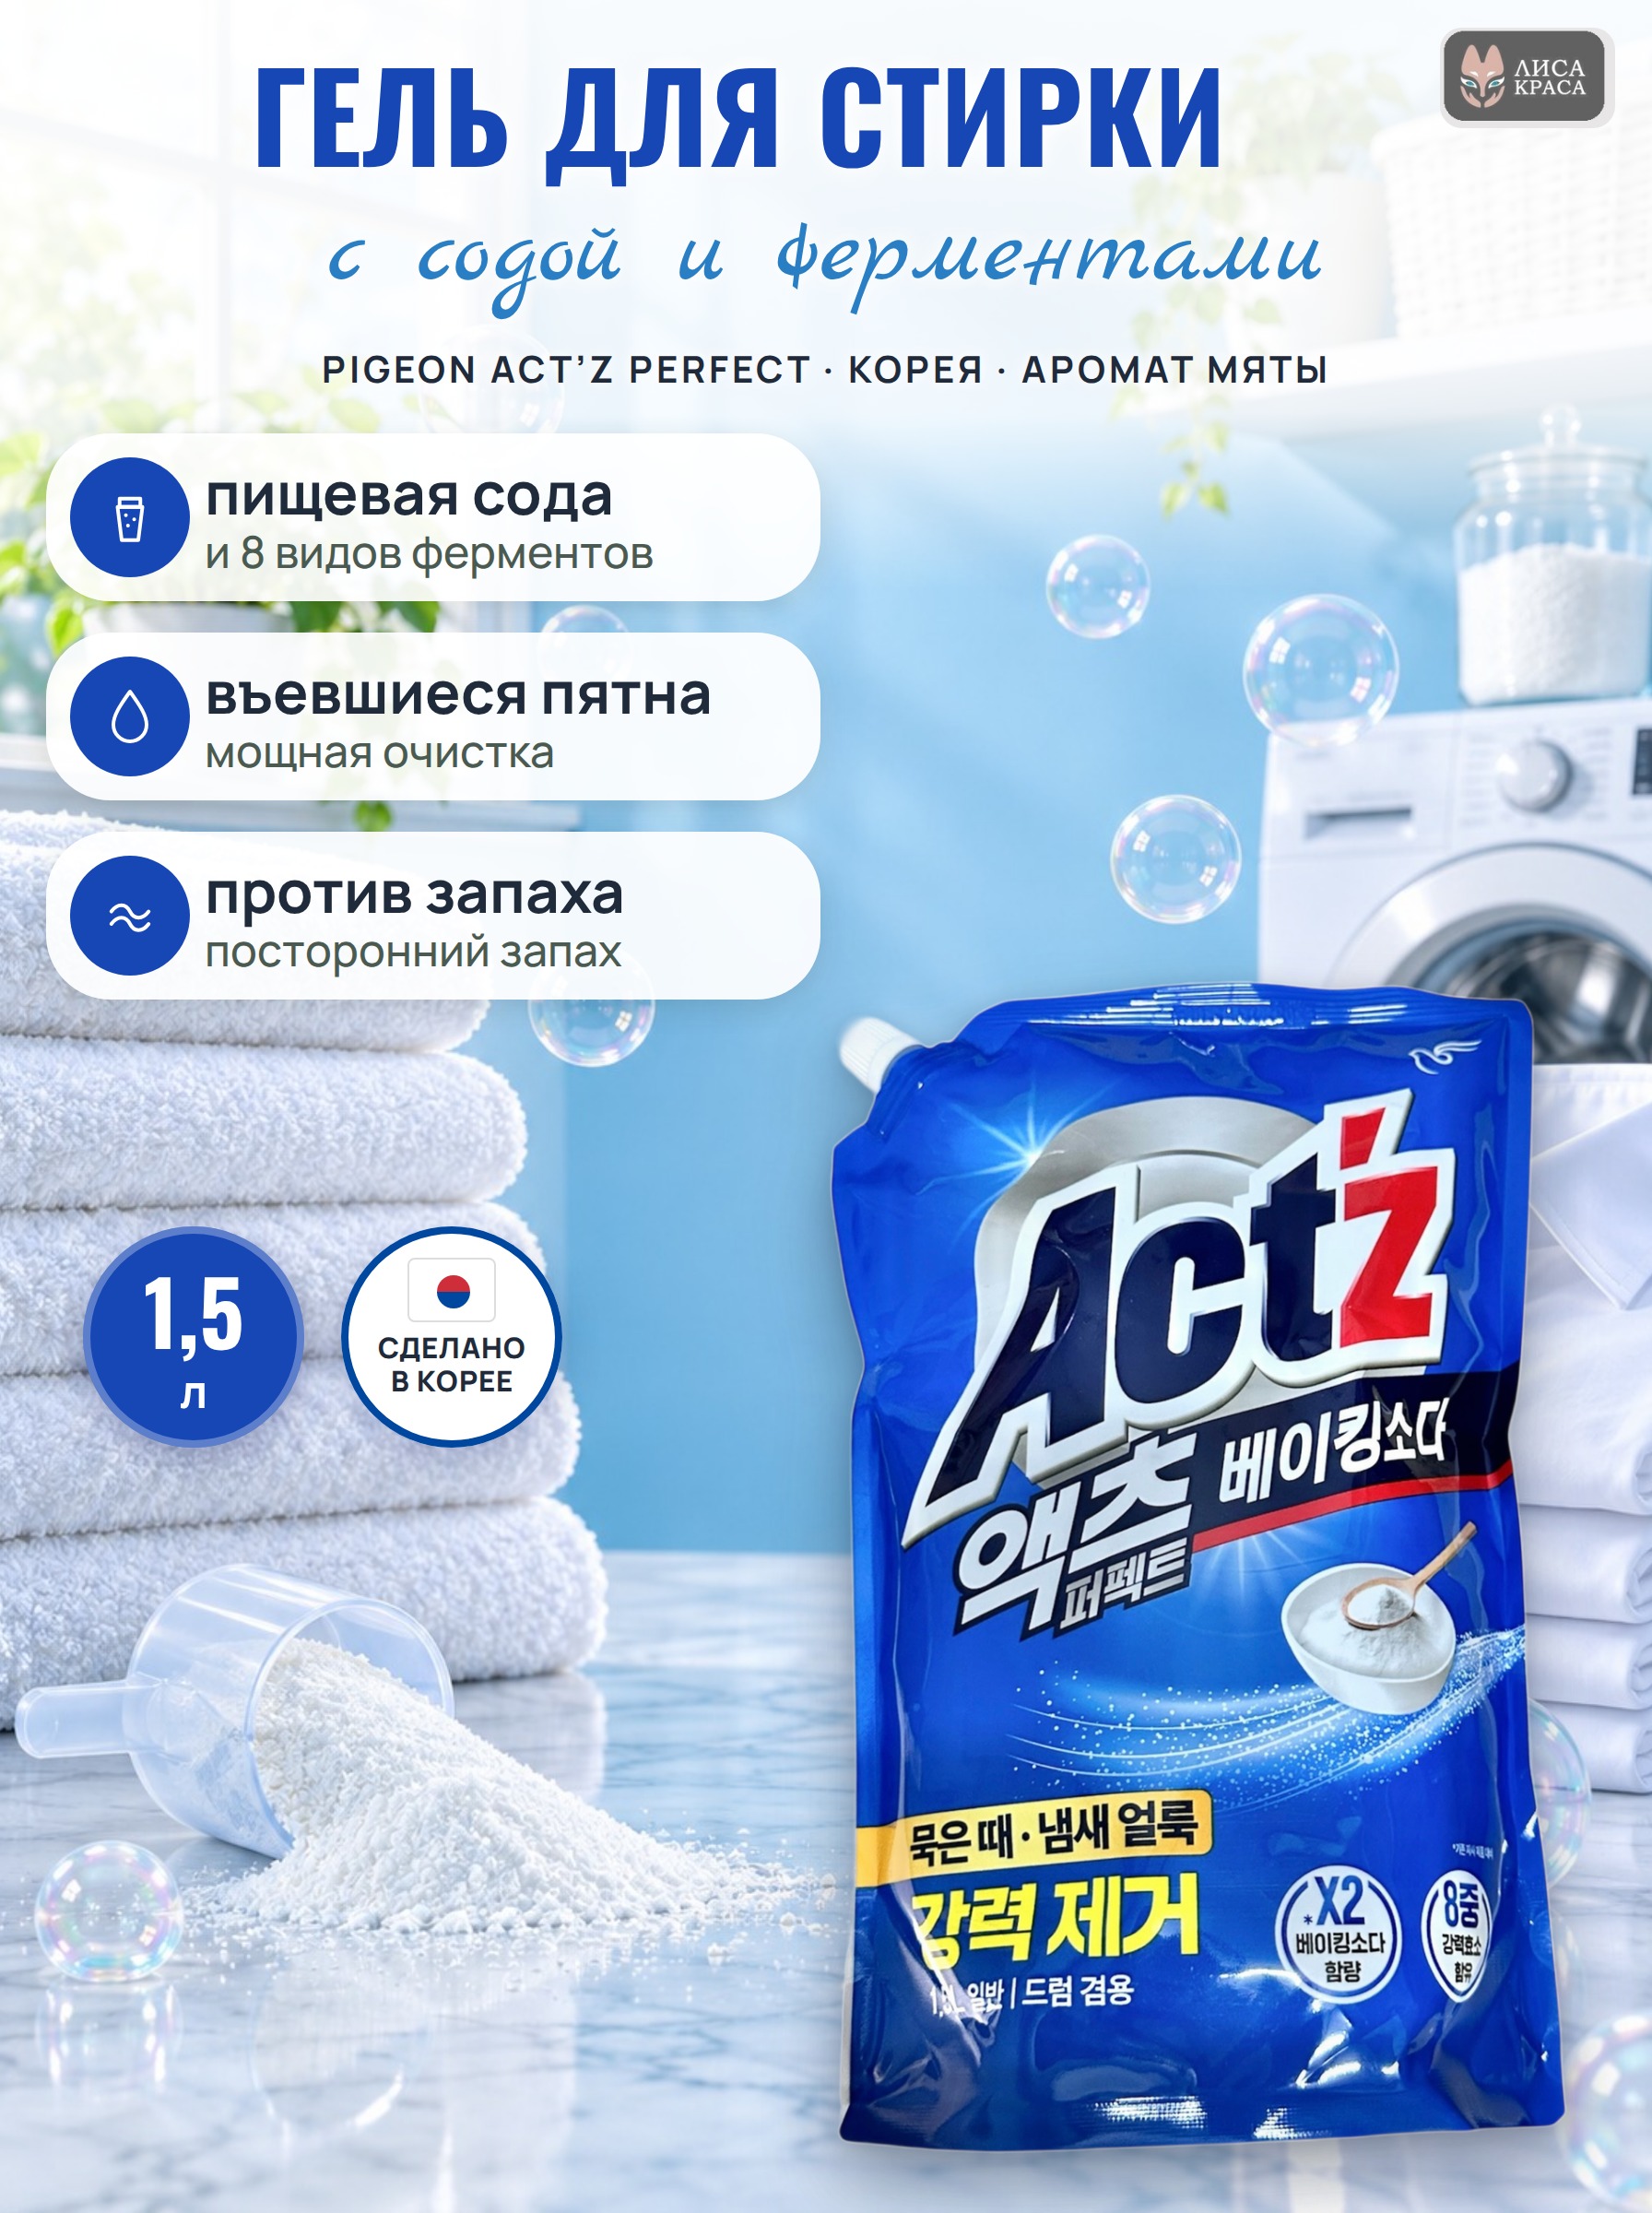 ГЕЛЬ ДЛЯ СТИРКИ
ЛИСА
КРАСА
с содой и ферментами
PIGEON ACT’Z PERFECT · КОРЕЯ · АРОМАТ МЯТЫ
пищевая сода
и 8 видов ферментов
въевшиеся пятна
мощная очистка
против запаха
посторонний запах
1,5
л
СДЕЛАНО
В КОРЕЕ
Act'z
액츠 베이킹소다
퍼펙트
묵은 때 · 냄새 얼룩
강력 제거
일반 | 드럼 겸용
*X2
베이킹소다
함량
8중
강력효소
함유